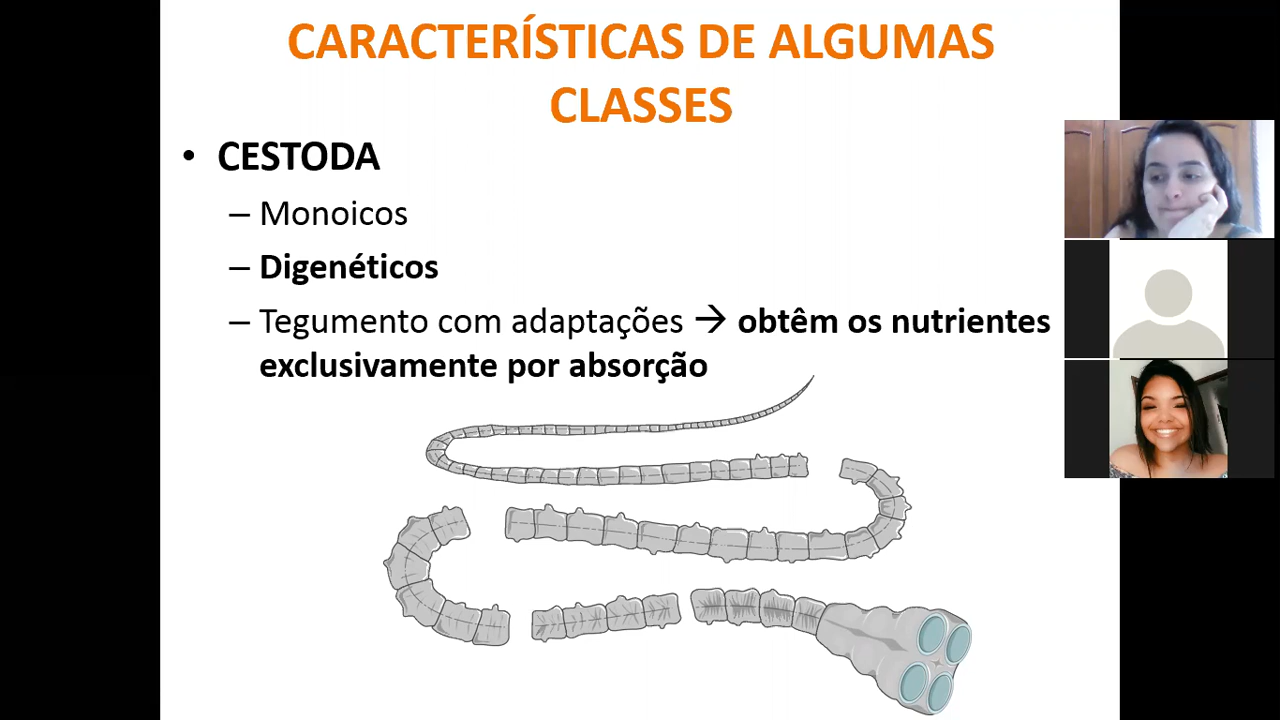 CARACTERÍSTICAS DE ALGUMAS
CLASSES
• CESTODA
– Monoicos
– Digenéticos
– Tegumento com adaptações → obtêm os nutrientes
exclusivamente por absorção